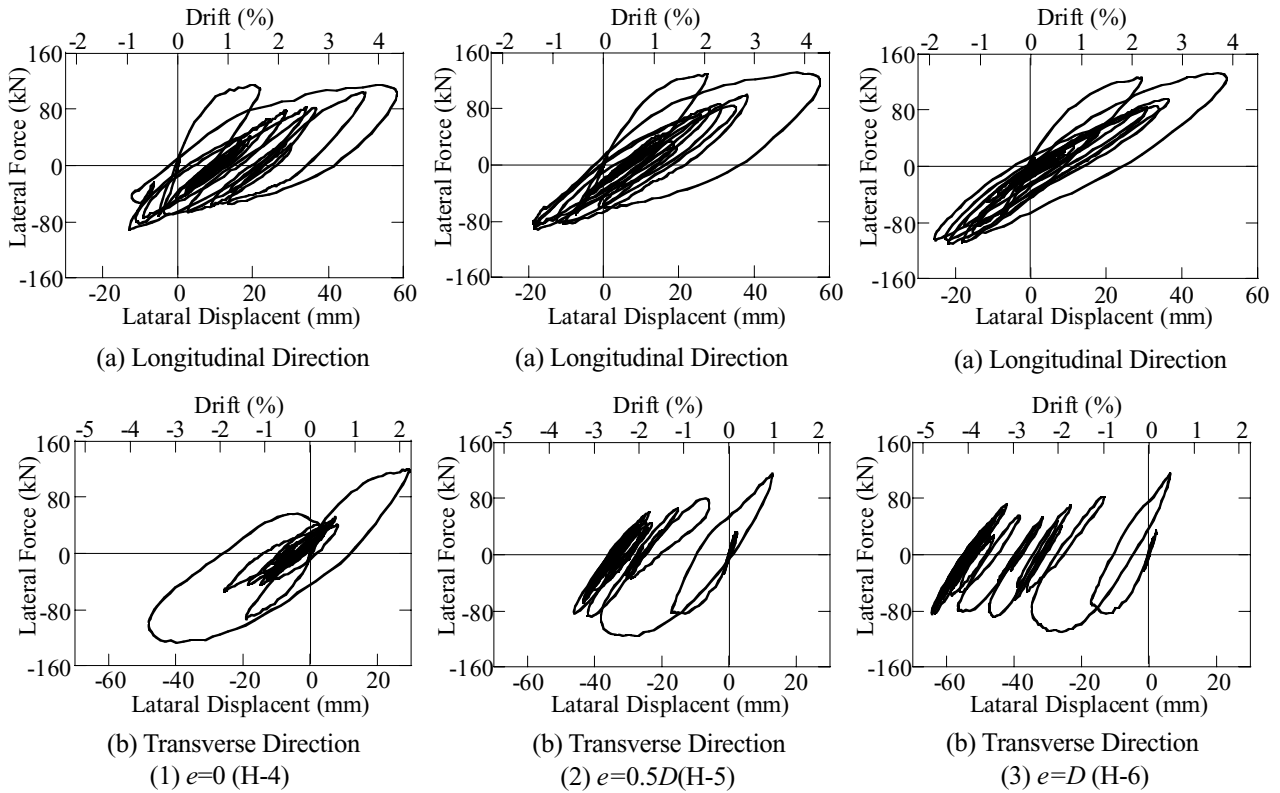 Drift (%)
-2 -1 0 1 2 3 4
160
80
0
-80
-160
Lateral Force (kN)
-20 0 20 40 60
Lataral Displacent (mm)
(a) Longitudinal Direction
Drift (%)
-2 -1 0 1 2 3 4
160
80
0
-80
-160
Lateral Force (kN)
-20 0 20 40 60
Lataral Displacent (mm)
(a) Longitudinal Direction
Drift (%)
-2 -1 0 1 2 3 4
160
80
0
-80
-160
Lateral Force (kN)
-20 0 20 40 60
Lataral Displacent (mm)
(a) Longitudinal Direction
Drift (%)
-5 -4 -3 -2 -1 0 1 2
160
80
0
-80
-160
Lateral Force (kN)
-60 -40 -20 0 20
Lataral Displacent (mm)
(b) Transverse Direction
(1) e=0 (H-4)
Drift (%)
-5 -4 -3 -2 -1 0 1 2
160
80
0
-80
-160
Lateral Force (kN)
-60 -40 -20 0 20
Lataral Displacent (mm)
(b) Transverse Direction
(2) e=0.5D(H-5)
Drift (%)
-5 -4 -3 -2 -1 0 1 2
160
80
0
-80
-160
Lateral Force (kN)
-60 -40 -20 0 20
Lataral Displacent (mm)
(b) Transverse Direction
(3) e=D (H-6)